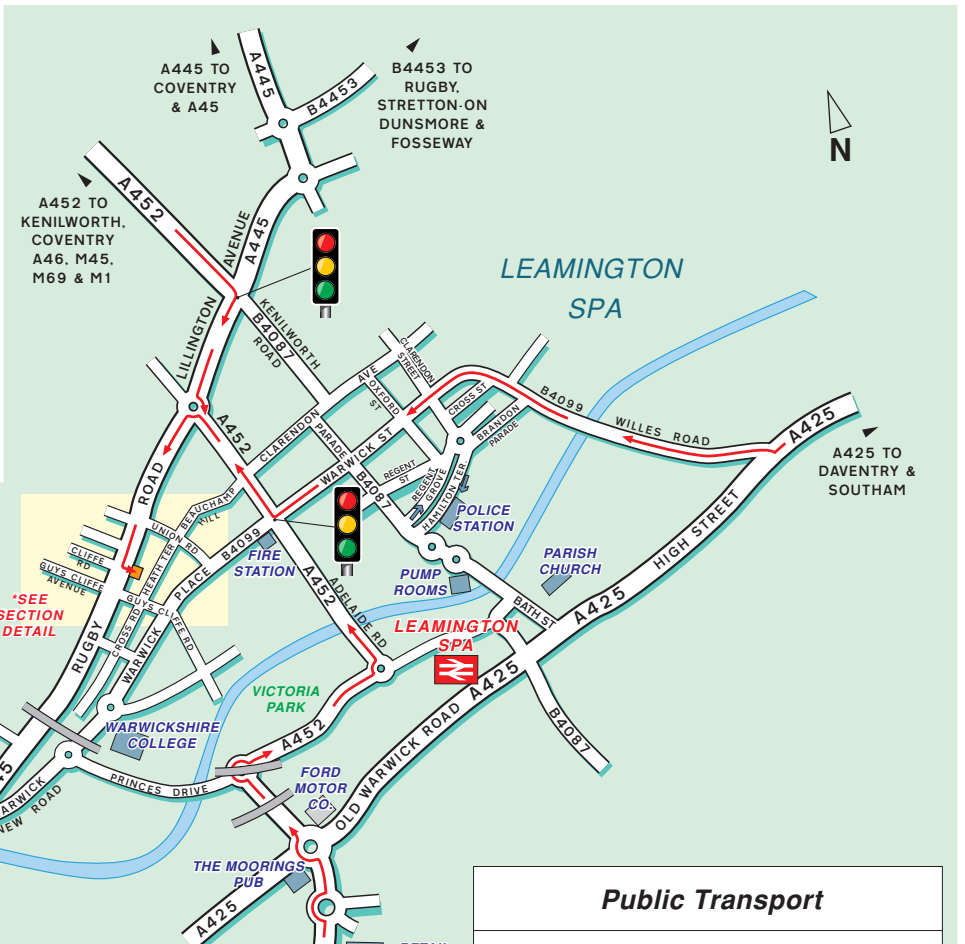 A445 TO
COVENTRY
& A45
A445
B4453
B4453 TO
RUGBY,
STRETTON-ON
DUNSMORE &
FOSSEWAY
N
A452
A452 TO
KENILWORTH,
COVENTRY
A46, M45,
M69 & M1
AVENUE
A445
LILLINGTON
LEAMINGTON
SPA
KENILWORTH
ROAD
B4087
CLARENDON
STREET
AVE
OXFORD
ST
CLARENDON
CROSS ST
BRANDON
PARADE
B4099
WILLES ROAD
A425
A425 TO
DAVENTRY &
SOUTHAM
A452
PARADE
WARWICK ST
B4087
REGENT
ST
REGENT
GROVE
HAMILTON TER.
POLICE
STATION
ROAD
BEAUCHAMP
HILL
UNION RD
B4099
PLACE
HEATH TER
FIRE
STATION
CLIFFE
RD
GUYS CLIFFE
AVENUE
*SEE
SECTION
DETAIL
GUYS CLIFFE RD
CROSS RD
WARWICK
RUGBY
A452
ADELAIDE RD
PUMP
ROOMS
PARISH
CHURCH
HIGH STREET
A425
BATH ST
LEAMINGTON
SPA
VICTORIA
PARK
A452
A425
OLD WARWICK ROAD
B4087
WARWICKSHIRE
COLLEGE
PRINCES DRIVE
FORD
MOTOR
CO.
45
WARWICK
NEW ROAD
THE MOORINGS
PUB
A425
Public Transport